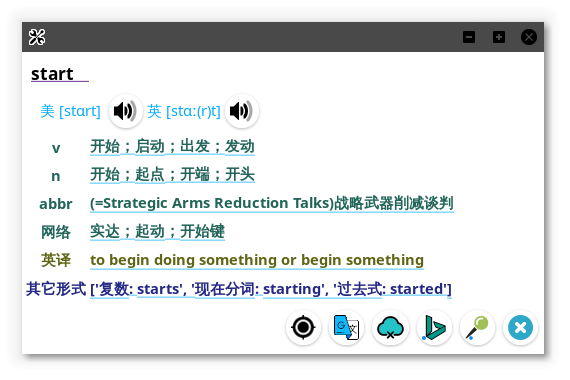 start
美 [stɑrt] 英 [stɑː(r)t]
v 开始；启动；出发；发动
n 开始；起点；开端；开头
abbr (=Strategic Arms Reduction Talks)战略武器削减谈判
网络 实达；起动；开始键
英译 to begin doing something or begin something
其它形式 ['复数: starts', '现在分词: starting', '过去式: started']
G 文